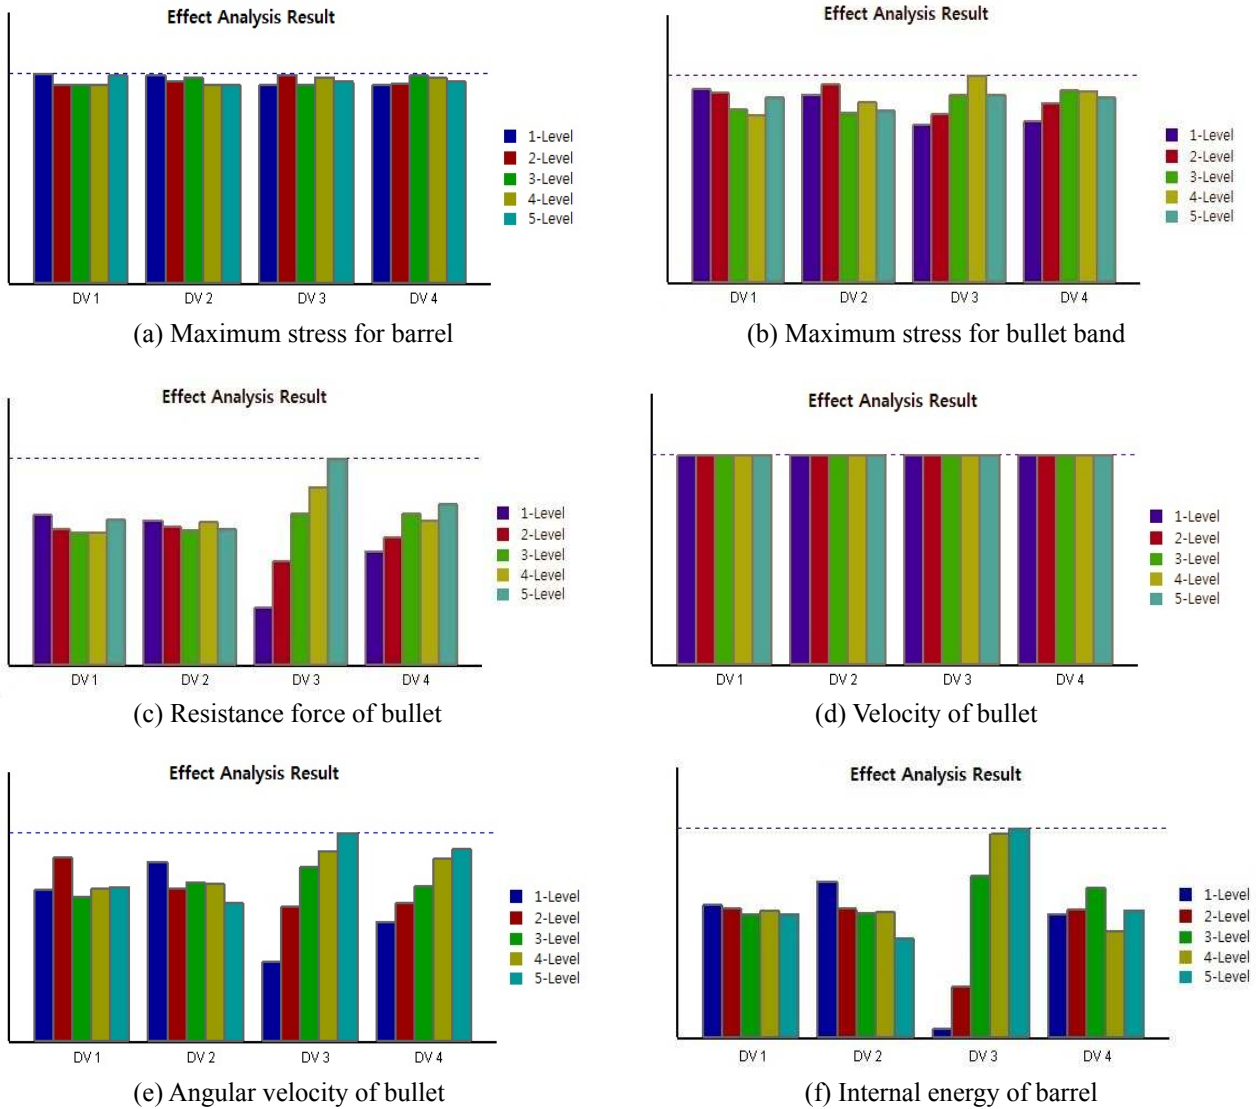 Effect Analysis Result
1-Level
2-Level
3-Level
4-Level
5-Level
DV 1
DV 2
DV 3
DV 4
(a) Maximum stress for barrel
Effect Analysis Result
1-Level
2-Level
3-Level
4-Level
5-Level
DV 1
DV 2
DV 3
DV 4
(b) Maximum stress for bullet band
Effect Analysis Result
1-Level
2-Level
3-Level
4-Level
5-Level
DV 1
DV 2
DV 3
DV 4
(c) Resistance force of bullet
Effect Analysis Result
1-Level
2-Level
3-Level
4-Level
5-Level
DV 1
DV 2
DV 3
DV 4
(d) Velocity of bullet
Effect Analysis Result
1-Level
2-Level
3-Level
4-Level
5-Level
DV 1
DV 2
DV 3
DV 4
(e) Angular velocity of bullet
Effect Analysis Result
1-Level
2-Level
3-Level
4-Level
5-Level
DV 1
DV 2
DV 3
DV 4
(f) Internal energy of barrel